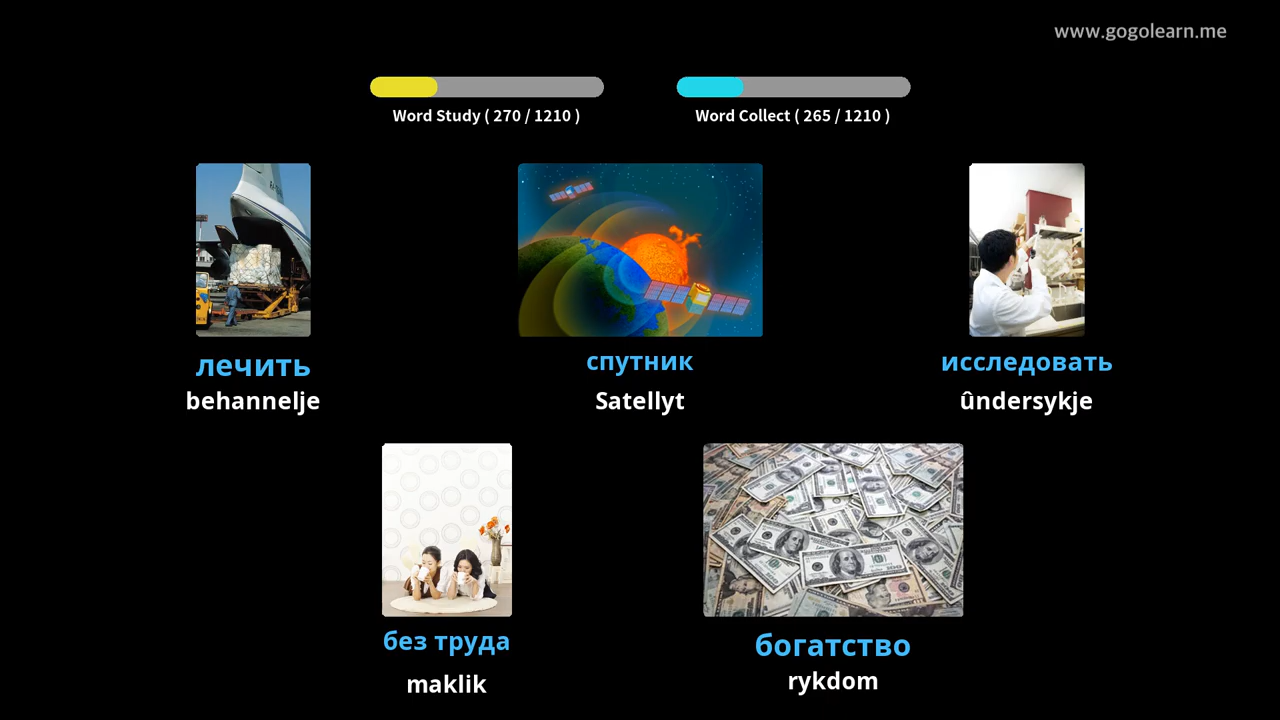 www.gogolearn.me
Word Study ( 270 / 1210 )
Word Collect ( 265 / 1210 )
лечить
behannelje
спутник
Satellyt
исследовать
ûndersykje
без труда
maklik
богатство
rykdom